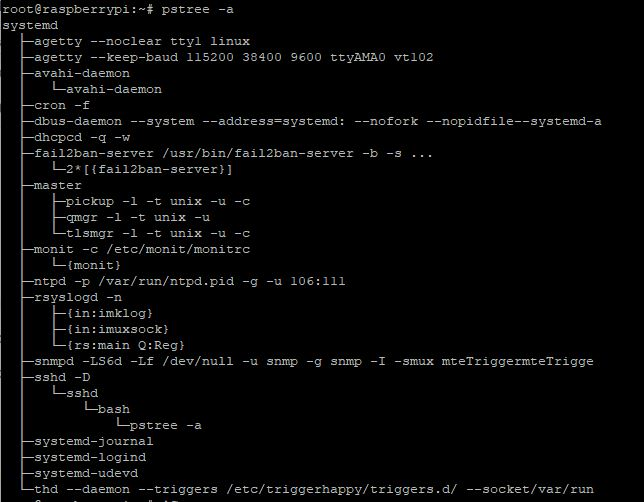 root@raspberrypi:~# pstree -a
systemd
├─agetty --noclear tty1 linux
├─agetty --keep-baud 115200 38400 9600 ttyAMA0 vt102
├─avahi-daemon
│ └─avahi-daemon
├─cron -f
├─dbus-daemon --system --address=systemd: --nofork --nopidfile--systemd-a
├─dhcpcd -q -w
├─fail2ban-server /usr/bin/fail2ban-server -b -s ...
│ └─2*[{fail2ban-server}]
├─master
│ ├─pickup -l -t unix -u -c
│ ├─qmgr -l -t unix -u
│ └─tlsmgr -l -t unix -u -c
├─monit -c /etc/monit/monitrc
│ └─{monit}
├─ntpd -p /var/run/ntpd.pid -g -u 106:111
├─rsyslogd -n
│ ├─{in:imklog}
│ ├─{in:imuxsock}
│ └─{rs:main Q:Reg}
├─snmpd -LS6d -Lf /dev/null -u snmp -g snmp -I -smux mteTriggermteTrigge
├─sshd -D
│ └─sshd
│ └─bash
│ └─pstree -a
├─systemd-journal
├─systemd-logind
├─systemd-udevd
└─thd --daemon --triggers /etc/triggerhappy/triggers.d/ --socket/var/run